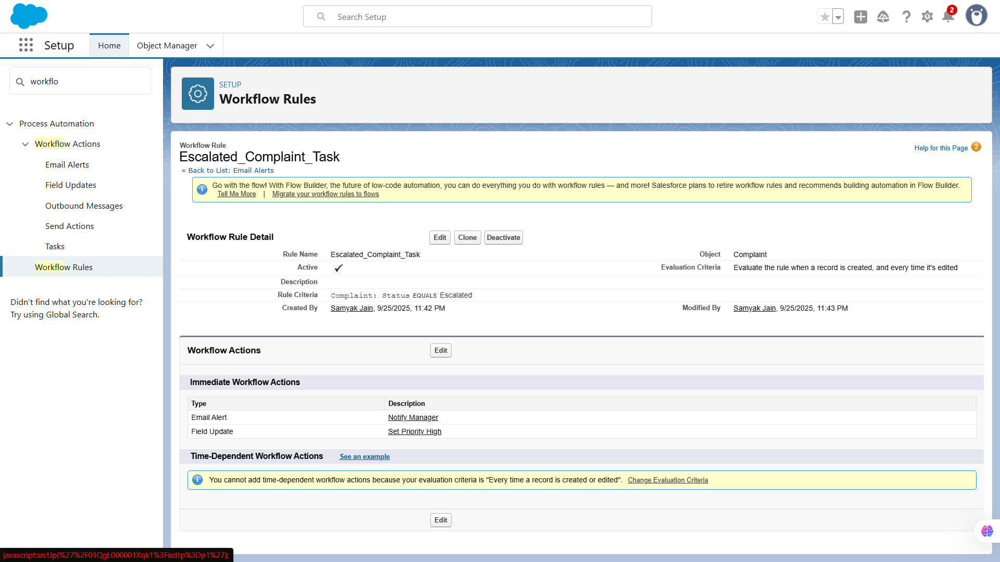 Search Setup
2
Setup
Home
Object Manager
workflo
Process Automation
Workflow Actions
Email Alerts
Field Updates
Outbound Messages
Send Actions
Tasks
Workflow Rules
Didn't find what you're looking for?
Try using Global Search.
SETUP
Workflow Rules
Workflow Rule
Escalated_Complaint_Task
Help for this Page ?
« Back to List: Email Alerts
Go with the flow! With Flow Builder, the future of low-code automation, you can do everything you do with workflow rules — and more! Salesforce plans to retire workflow rules and recommends building automation in Flow Builder.
Tell Me More | Migrate your workflow rules to flows
Workflow Rule Detail Edit Clone Deactivate
Rule Name Escalated_Complaint_Task Object Complaint
Active Evaluation Criteria Evaluate the rule when a record is created, and every time it's edited
Description
Rule Criteria Complaint: Status EQUALS Escalated
Created By Samyak Jain, 9/25/2025, 11:42 PM Modified By Samyak Jain, 9/25/2025, 11:43 PM
Workflow Actions Edit
Immediate Workflow Actions
Type Description
Email Alert Notify Manager
Field Update Set Priority High
Time-Dependent Workflow Actions See an example
You cannot add time-dependent workflow actions because your evaluation criteria is "Every time a record is created or edited". Change Evaluation Criteria
Edit
javascript:srcUp(%27%2F01QgL000001Xqk1%3Fisdtp%3Dp1%27);